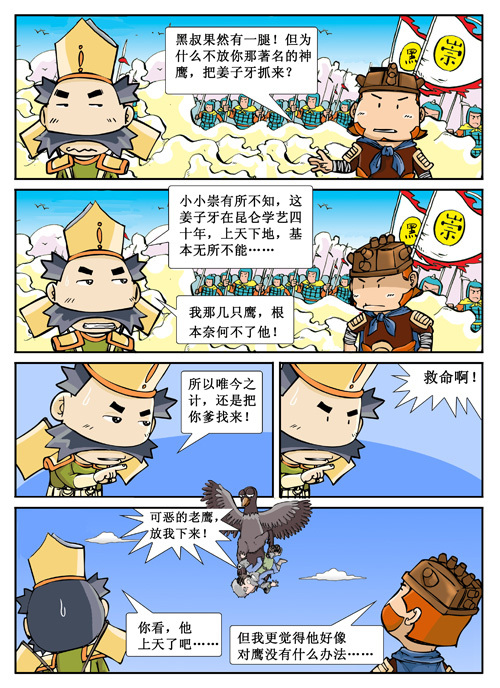 黑叔果然有一腿！但为
什么不放你那著名的神
鹰，把姜子牙抓来？
黑
崇
小小崇有所不知，这
姜子牙在昆仑学艺四
十年，上天下地，基
本无所不能……
我那几只鹰，根
本奈何不了他！
黑
崇
所以唯今之
计，还是把
你爹找来！
救命啊！
可恶的老鹰，
放我下来！
你看，他
上天了吧……
但我更觉得他好像
对鹰没有什么办法……